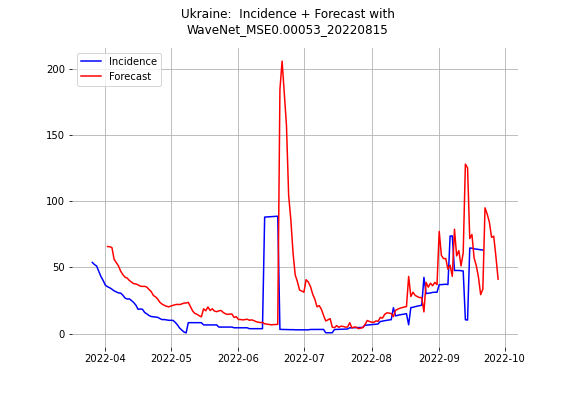 Ukraine:  Incidence + Forecast with
WaveNet_MSE0.00053_20220815
Incidence
Forecast
200
150
100
50
0
2022-04 2022-05 2022-06 2022-07 2022-08 2022-09 2022-10